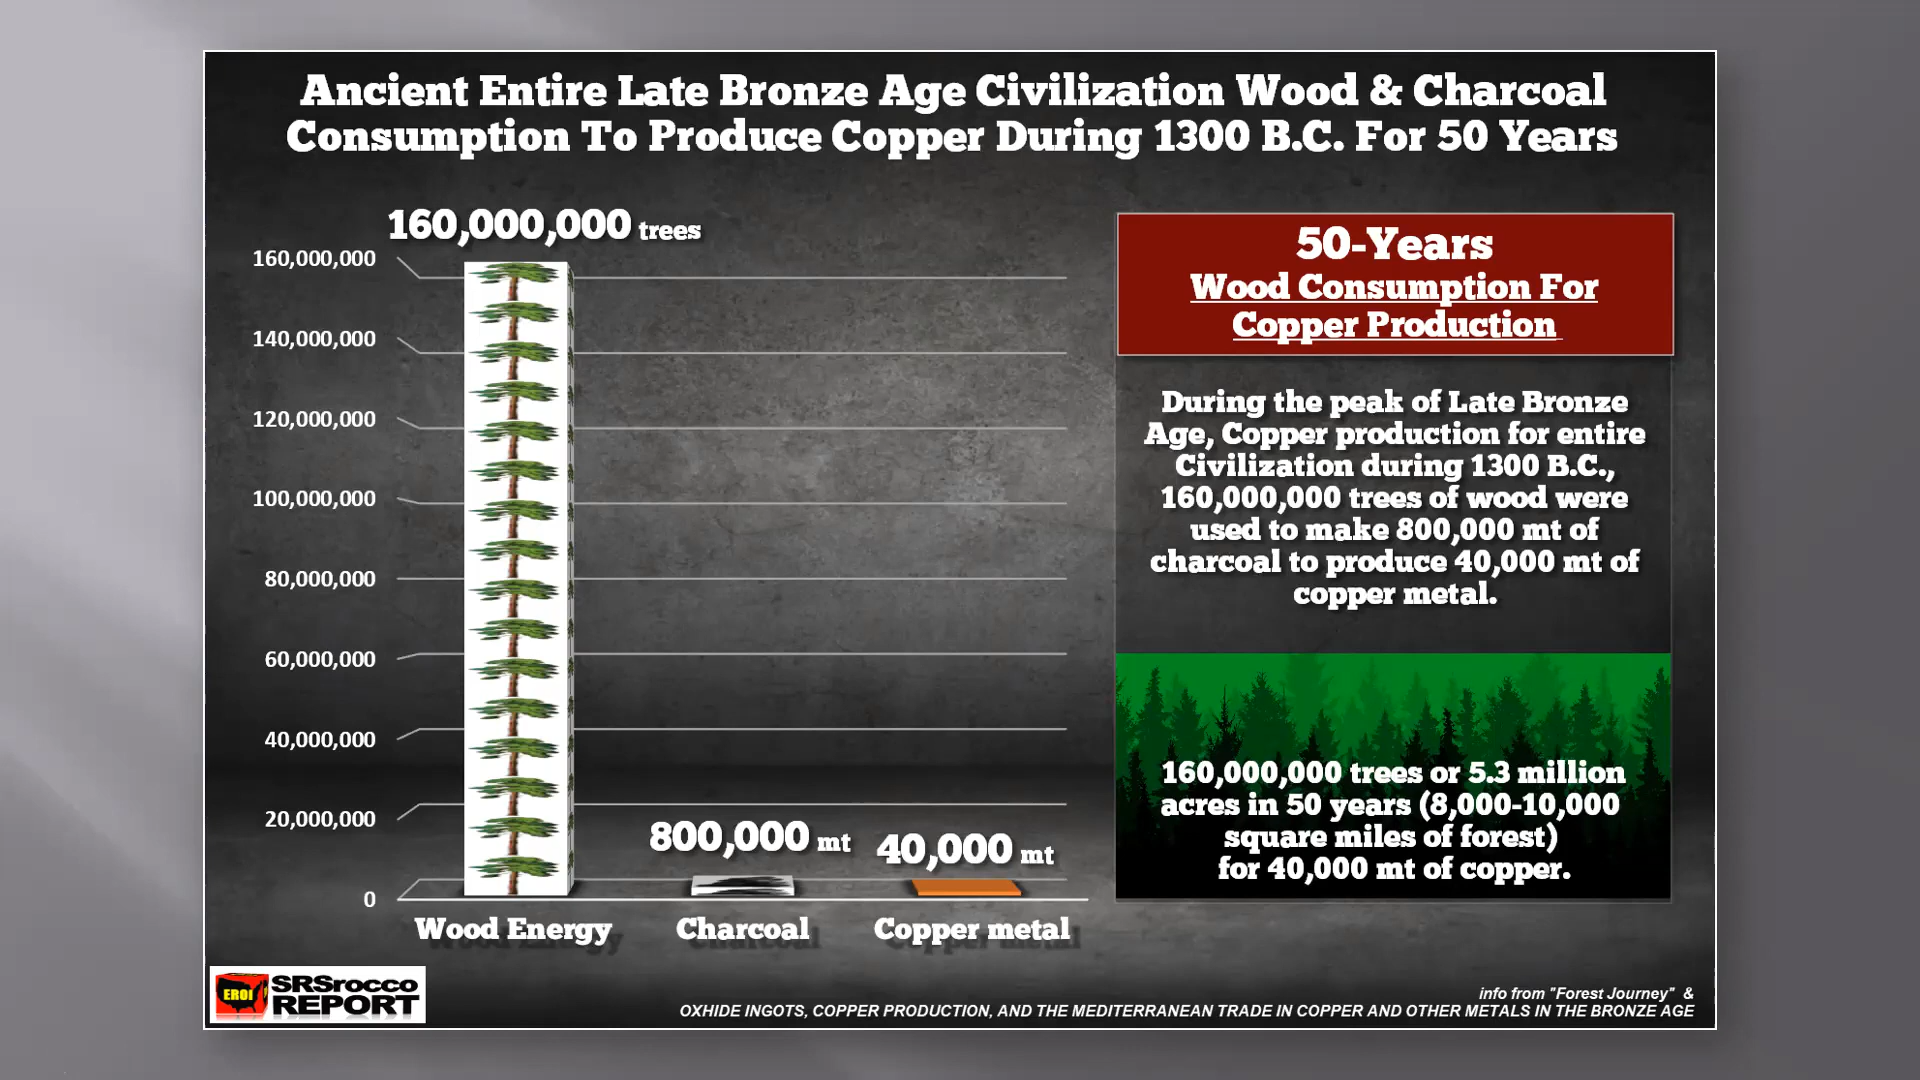 Ancient Entire Late Bronze Age Civilization Wood & Charcoal
Consumption To Produce Copper During 1300 B.C. For 50 Years
160,000,000 trees
160,000,000
140,000,000
120,000,000
100,000,000
80,000,000
60,000,000
40,000,000
20,000,000
0
800,000 mt
40,000 mt
Wood Energy
Charcoal
Copper metal
50-Years
Wood Consumption For
Copper Production
During the peak of Late Bronze
Age, Copper production for entire
Civilization during 1300 B.C.,
160,000,000 trees of wood were
used to make 800,000 mt of
charcoal to produce 40,000 mt of
copper metal.
160,000,000 trees or 5.3 million
acres in 50 years (8,000-10,000
square miles of forest)
for 40,000 mt of copper.
EROI
SRSrocco
REPORT
info from "Forest Journey" &
OXHIDE INGOTS, COPPER PRODUCTION, AND THE MEDITERRANEAN TRADE IN COPPER AND OTHER METALS IN THE BRONZE AGE